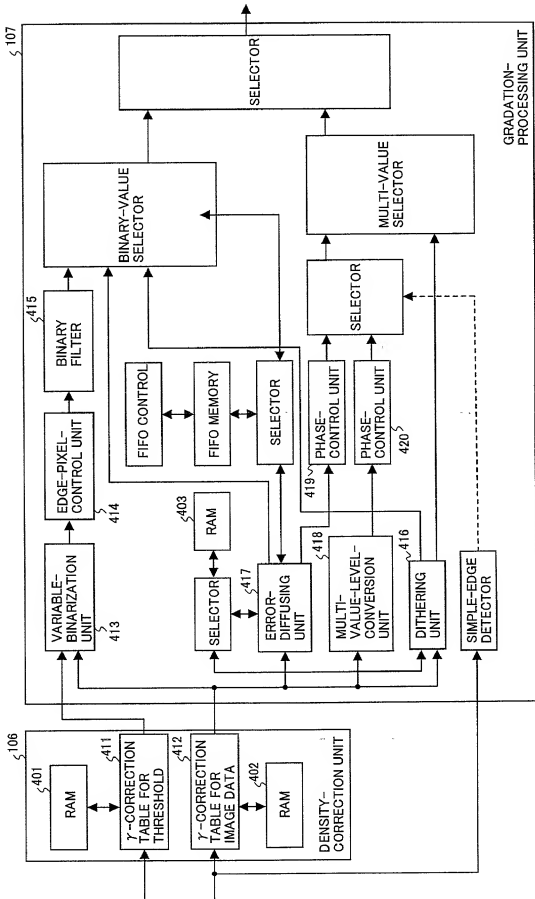 107
GRADATION-
PROCESSING UNIT
SELECTOR
BINARY-VALUE
SELECTOR
MULTI-VALUE
SELECTOR
415
BINARY
FILTER
EDGE-PIXEL-
CONTROL UNIT
414
VARIABLE-
BINARIZATION
UNIT
413
FIFO CONTROL
FIFO MEMORY
SELECTOR
SELECTOR
419
PHASE-
CONTROL UNIT
PHASE-
CONTROL UNIT
420
403
RAM
SELECTOR
417
ERROR-
DIFFUSING
UNIT
418
MULTI-
VALUE-LEVEL-
CONVERSION
UNIT
416
DITHERING
UNIT
SIMPLE-EDGE
DETECTOR
106
401
RAM
411
γ-CORRECTION
TABLE FOR
THRESHOLD
412
γ-CORRECTION
TABLE FOR
IMAGE DATA
402
RAM
DENSITY-
CORRECTION UNIT